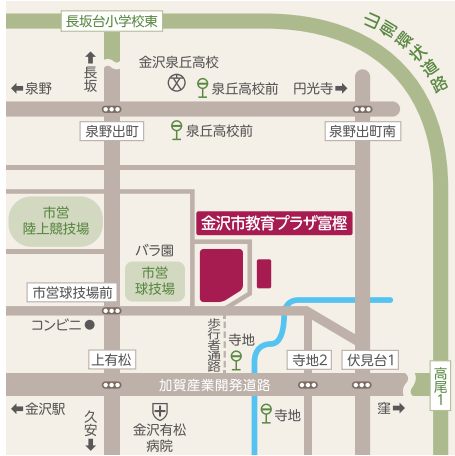 長坂台小学校東
山側環状道路
長坂
金沢泉丘高校
泉野
泉丘高校前
円光寺
泉野出町
泉丘高校前
泉野出町南
市営
陸上競技場
金沢市教育プラザ富樫
バラ園
市営
球技場
市営球技場前
コンビニ
歩行者通路
寺地
上有松
寺地2
伏見台1
高尾1
加賀産業開発道路
金沢駅
久安
金沢有松
病院
寺地
窪